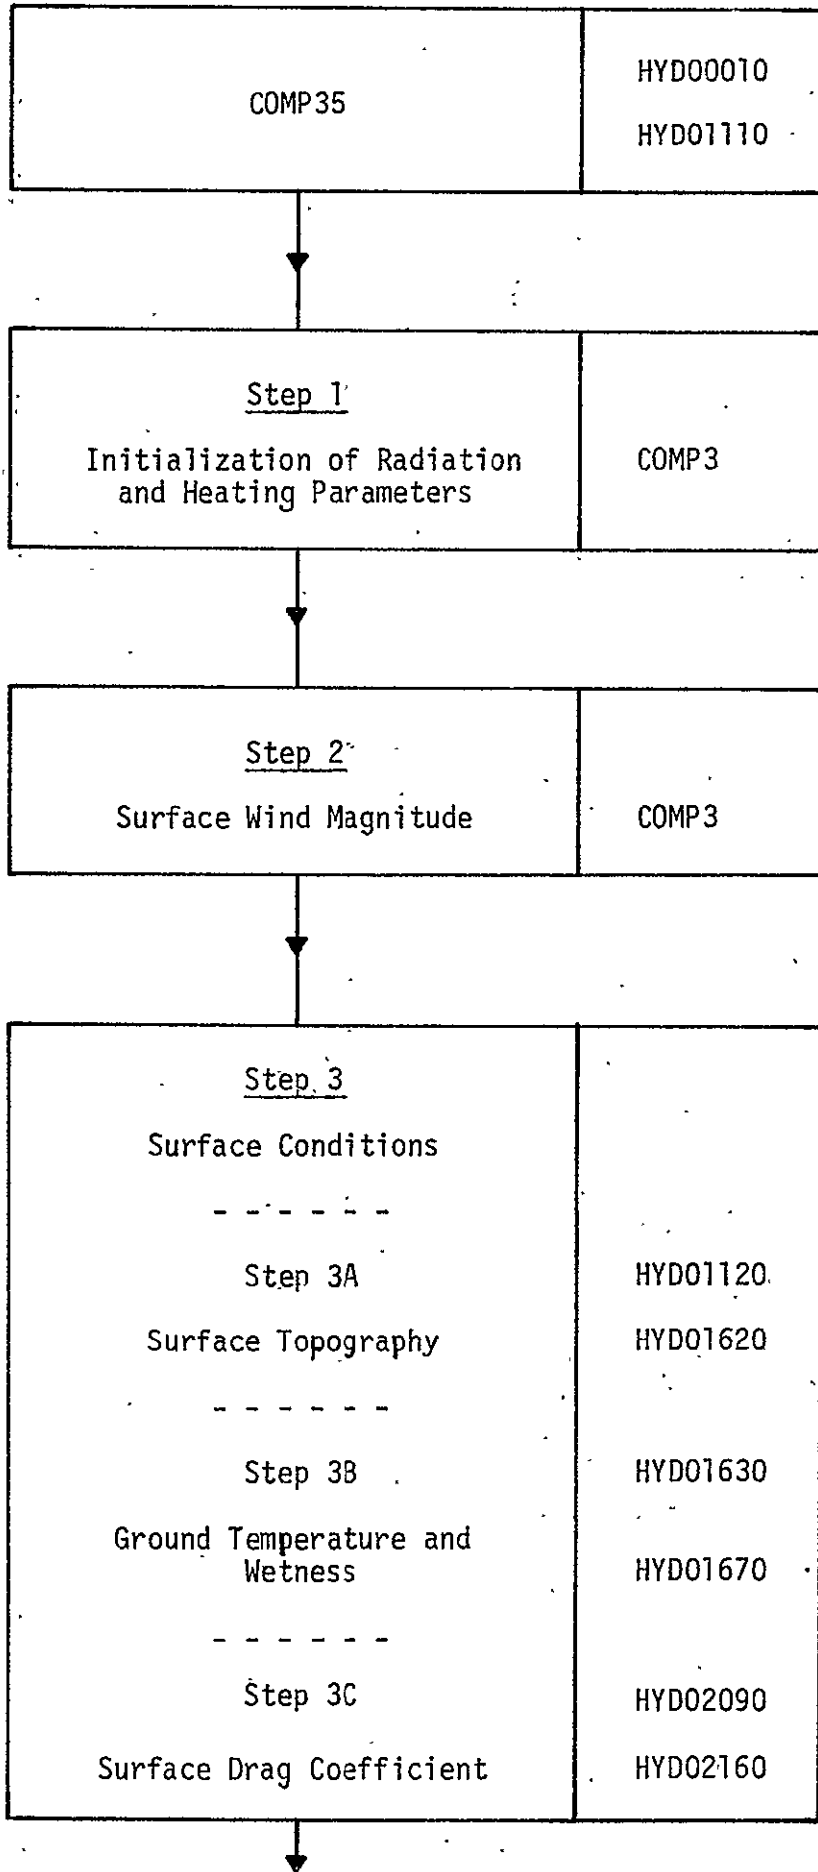 COMP35
HYD00010
HYD01110
Step 1
Initialization of Radiation
and Heating Parameters
COMP3
Step 2
Surface Wind Magnitude
COMP3
Step 3
Surface Conditions
- - - - - -
Step 3A
HYD01120
Surface Topography
HYD01620
- - - - - -
Step 3B
HYD01630
Ground Temperature and
Wetness
HYD01670
- - - - - -
Step 3C
HYD02090
Surface Drag Coefficient
HYD02160